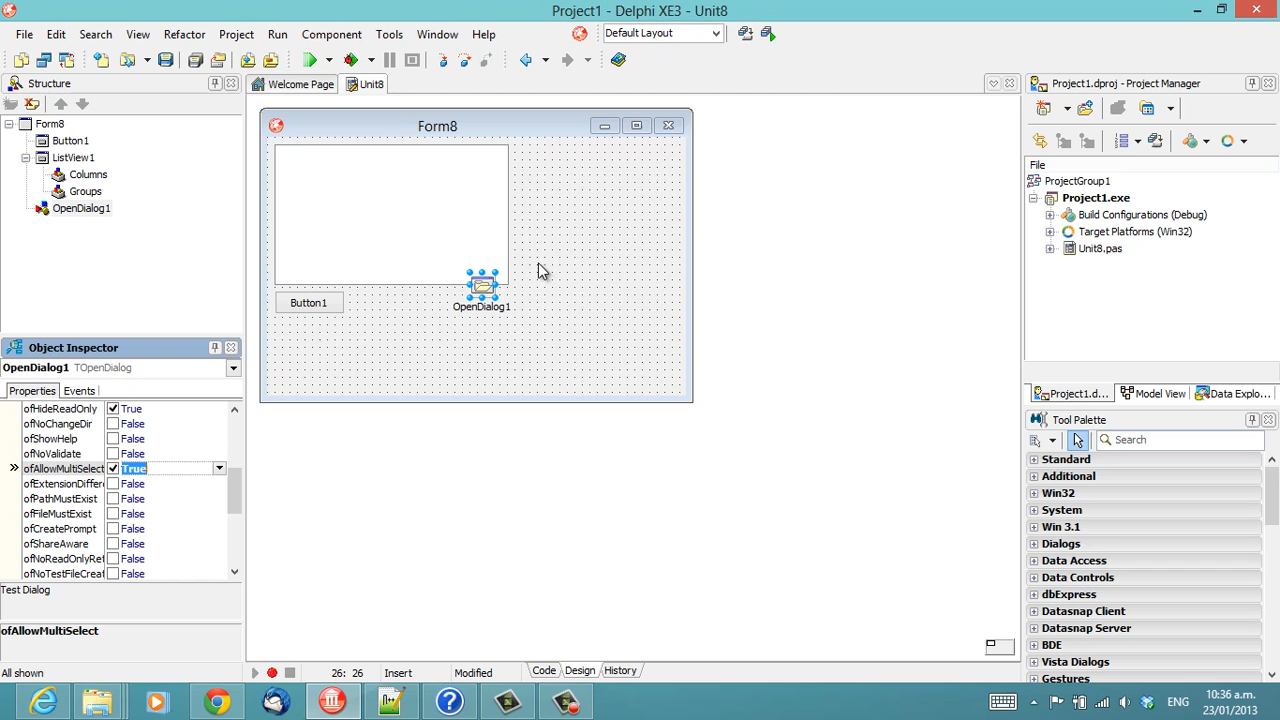 Project1 - Delphi XE3 - Unit8
File Edit Search View Refactor Project Run Component Tools Window Help
Default Layout
Structure
Welcome Page
Unit8
Project1.dproj - Project Manager
Form8
Button1
ListView1
Columns
Groups
OpenDialog1
Form8
Button1
OpenDialog1
File
ProjectGroup1
Project1.exe
Build Configurations (Debug)
Target Platforms (Win32)
Unit8.pas
Project1.d...
Model View
Data Explo...
Object Inspector
OpenDialog1 TOpenDialog
Properties Events
ofHideReadOnly True
ofNoChangeDir False
ofShowHelp False
ofNoValidate False
ofAllowMultiSelect True
ofExtensionDiffere False
ofPathMustExist False
ofFileMustExist False
ofCreatePrompt False
ofShareAware False
ofNoReadOnlyRet False
ofNoTestFileCreat False
Test Dialog
ofAllowMultiSelect
All shown
26: 26
Insert
Modified
Code
Design
History
Tool Palette
Search
Standard
Additional
Win32
System
Win 3.1
Dialogs
Data Access
Data Controls
dbExpress
Datasnap Client
Datasnap Server
BDE
Vista Dialogs
Gestures
ENG
10:36 a.m.
23/01/2013